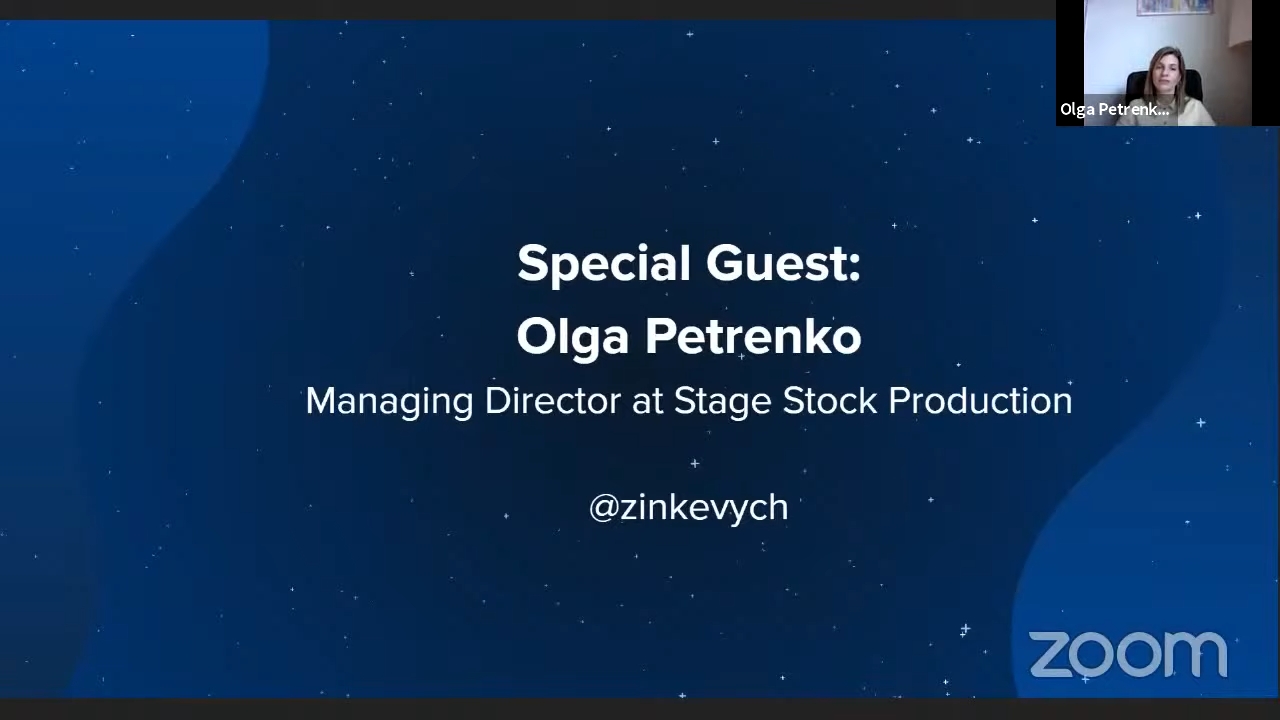 Olga Petrenk...
Special Guest:
Olga Petrenko
Managing Director at Stage Stock Production
@zinkevych
zoom